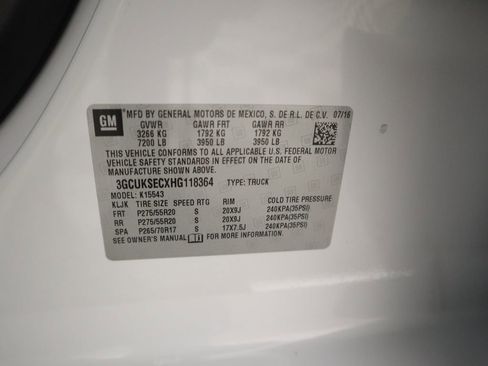 GM
MFD BY GENERAL MOTORS DE MEXICO, S. DE R.L. DE C.V. 07/16
GVWR GAWR FRT GAWR RR
3266 KG 1792 KG 1792 KG
7200 LB 3950 LB 3950 LB
THIS VEHICLE CONFORMS TO ALL APPLICABLE U.S. FEDERAL MOTOR
VEHICLE SAFETY STANDARDS IN EFFECT ON THE DATE OF
MANUFACTURE SHOWN ABOVE.
3GCUKSECXHG118364 TYPE: TRUCK
MODEL: K15543
KLJK TIRE SIZE SPEED RTG RIM COLD TIRE PRESSURE
FRT P275/55R20 S 20X9J 240KPA(35PSI)
RR P275/55R20 S 20X9J 240KPA(35PSI)
SPA P265/70R17 S 17X7.5J 240KPA(35PSI)
SEE OWNER'S MANUAL FOR MORE INFORMATION